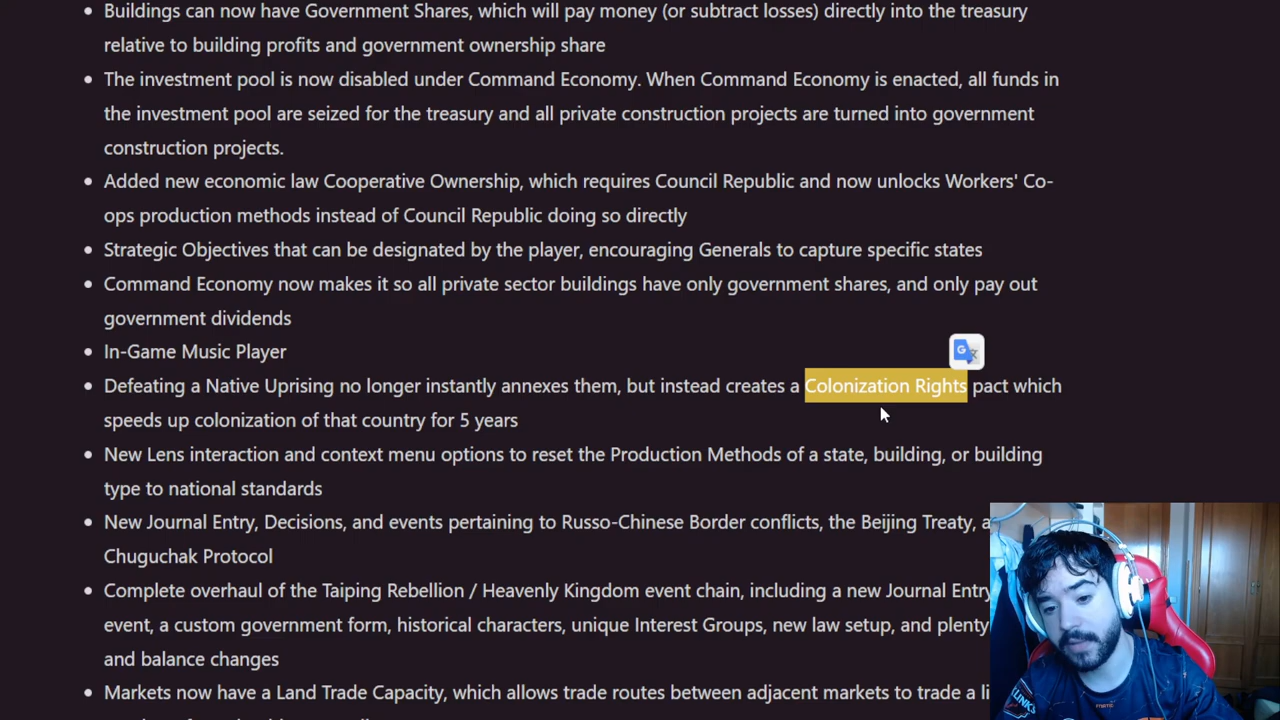 Buildings can now have Government Shares, which will pay money (or subtract losses) directly into the treasury
relative to building profits and government ownership share
The investment pool is now disabled under Command Economy. When Command Economy is enacted, all funds in
the investment pool are seized for the treasury and all private construction projects are turned into government
construction projects.
Added new economic law Cooperative Ownership, which requires Council Republic and now unlocks Workers' Co-
ops production methods instead of Council Republic doing so directly
Strategic Objectives that can be designated by the player, encouraging Generals to capture specific states
Command Economy now makes it so all private sector buildings have only government shares, and only pay out
government dividends
In-Game Music Player
Defeating a Native Uprising no longer instantly annexes them, but instead creates a Colonization Rights pact which
speeds up colonization of that country for 5 years
New Lens interaction and context menu options to reset the Production Methods of a state, building, or building
type to national standards
New Journal Entry, Decisions, and events pertaining to Russo-Chinese Border conflicts, the Beijing Treaty,
Chuguchak Protocol
Complete overhaul of the Taiping Rebellion / Heavenly Kingdom event chain, including a new Journal Entry
event, a custom government form, historical characters, unique Interest Groups, new law setup, and plenty
and balance changes
Markets now have a Land Trade Capacity, which allows trade routes between adjacent markets to trade a